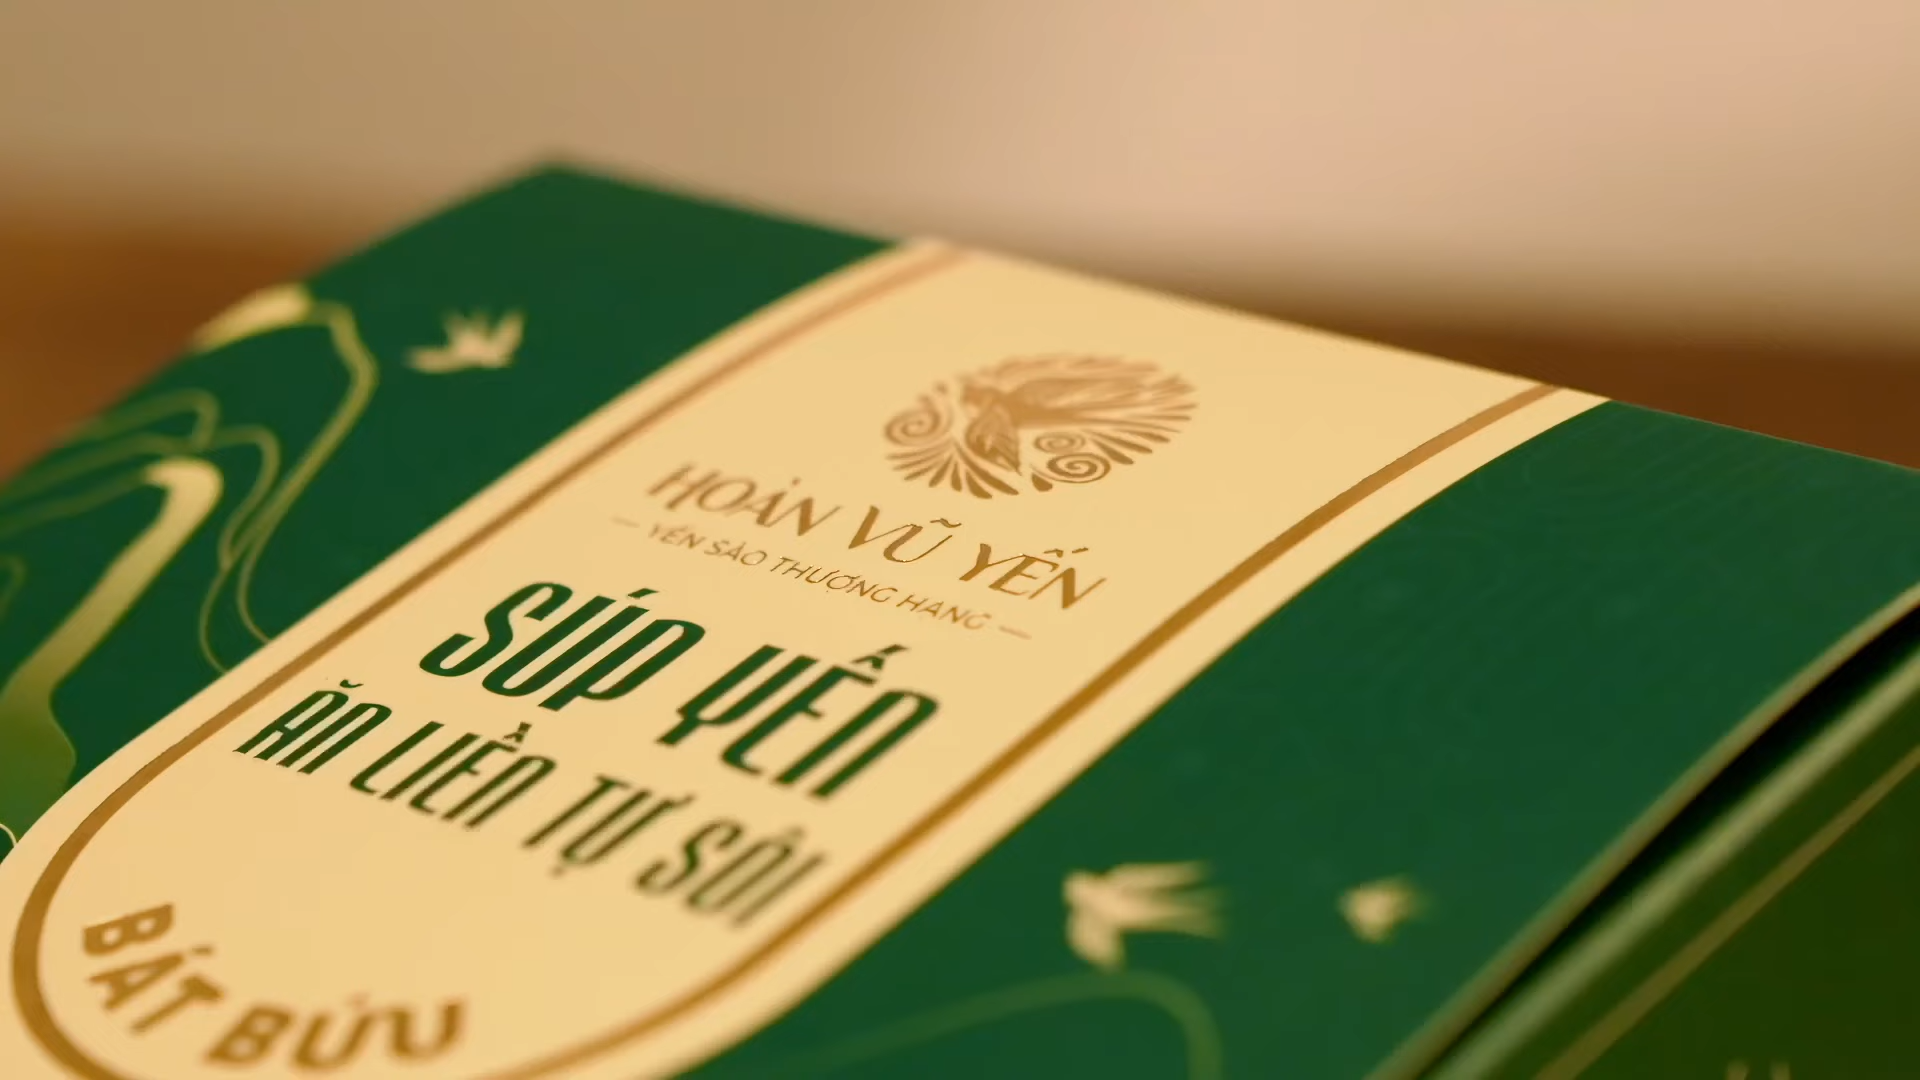 HOÀN VŨ YẾN
— YẾN SÀO THƯỢNG HẠNG —
SÚP YẾN
ĂN LIỀN TỰ SÔI
BÁT BỬU